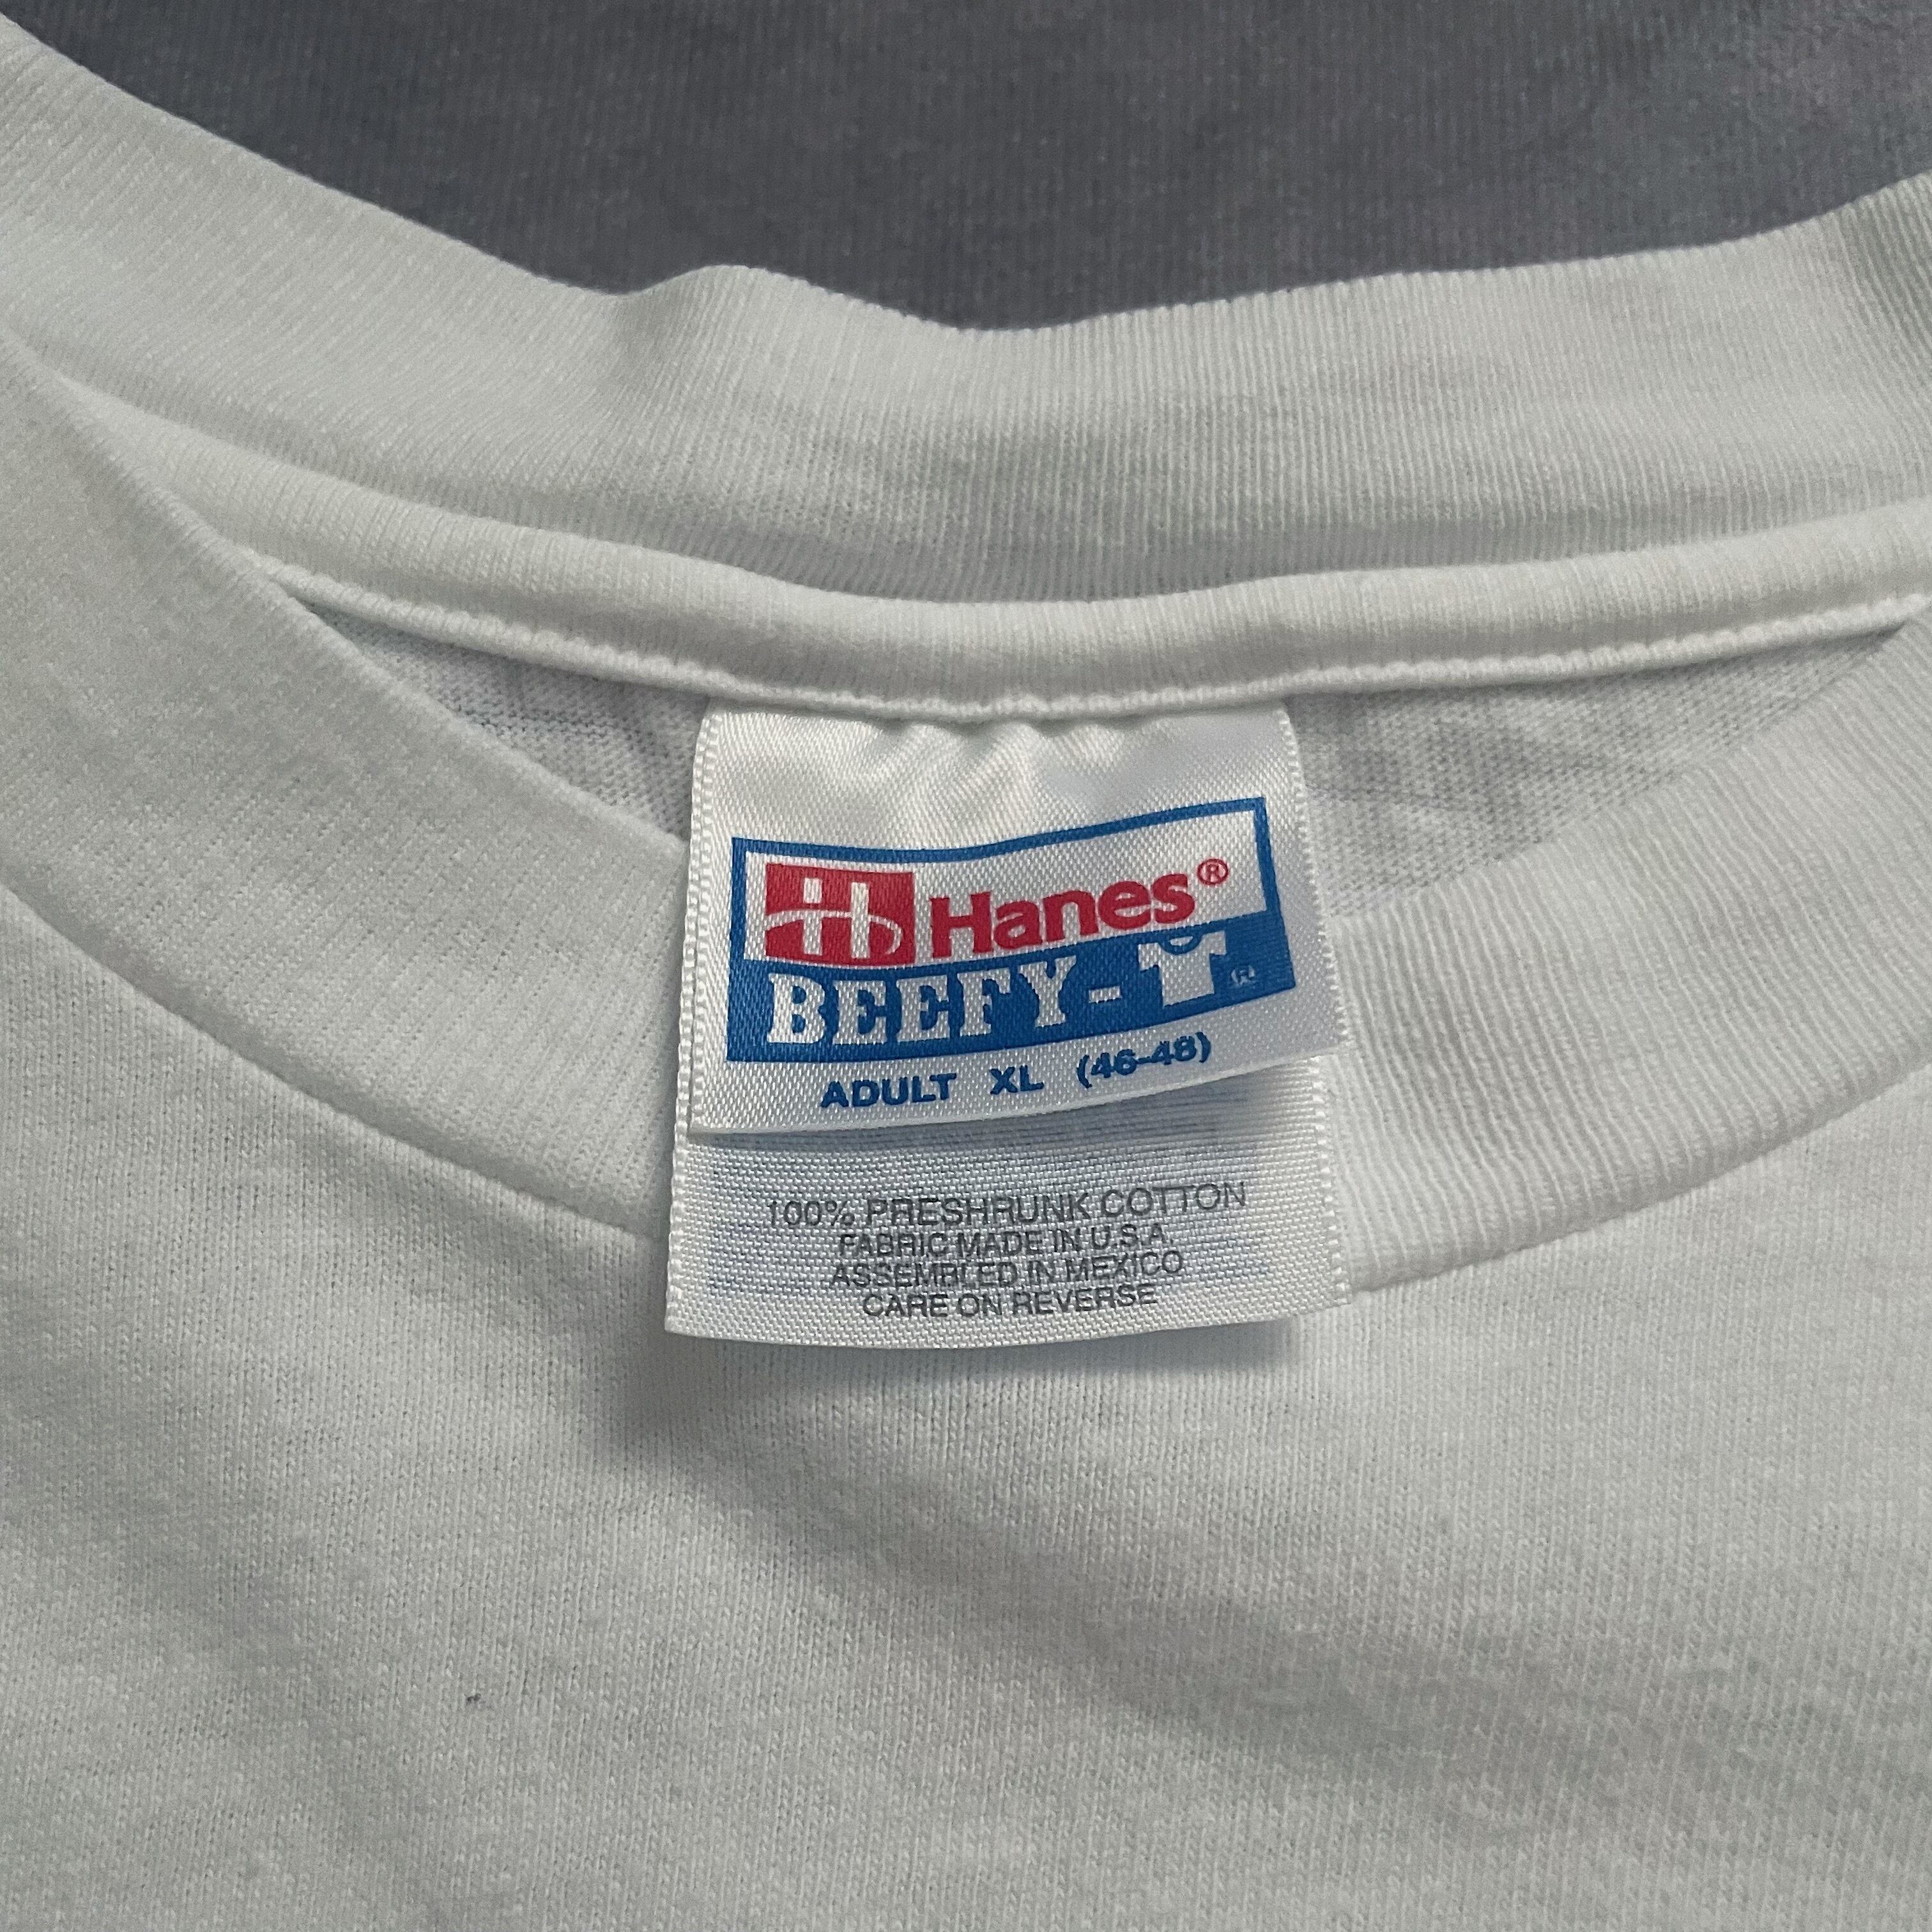 Hanes®
BEEFY-T®
ADULT XL (46-48)
100% PRESHRUNK COTTON
FABRIC MADE IN U.S.A.
ASSEMBLED IN MEXICO
CARE ON REVERSE